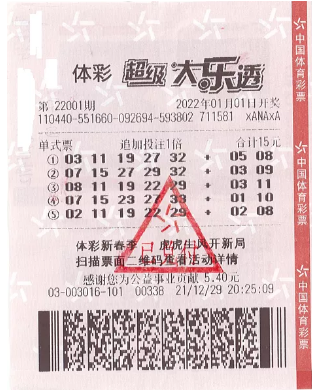 体彩 超级大乐透
第 22001期 2022年01月01日开奖
110440-551660-092694-593802 711581 xANAxA
单式票 追加投注1倍 合计15元
① 03 11 19 27 32 + 05 08
② 07 15 27 29 32 + 03 09
③ 08 11 19 22 29 + 03 11
④ 07 15 23 27 33 + 01 10
⑤ 02 11 19 22 29 + 02 08
体彩新春季 虎虎生风开新局
扫描票面二维码查看活动详情
感谢您为公益事业贡献 5.40元
03-003016-101 00338 21/12/29 20:25:09
中国体育彩票
中国体育彩票
中国体育彩票